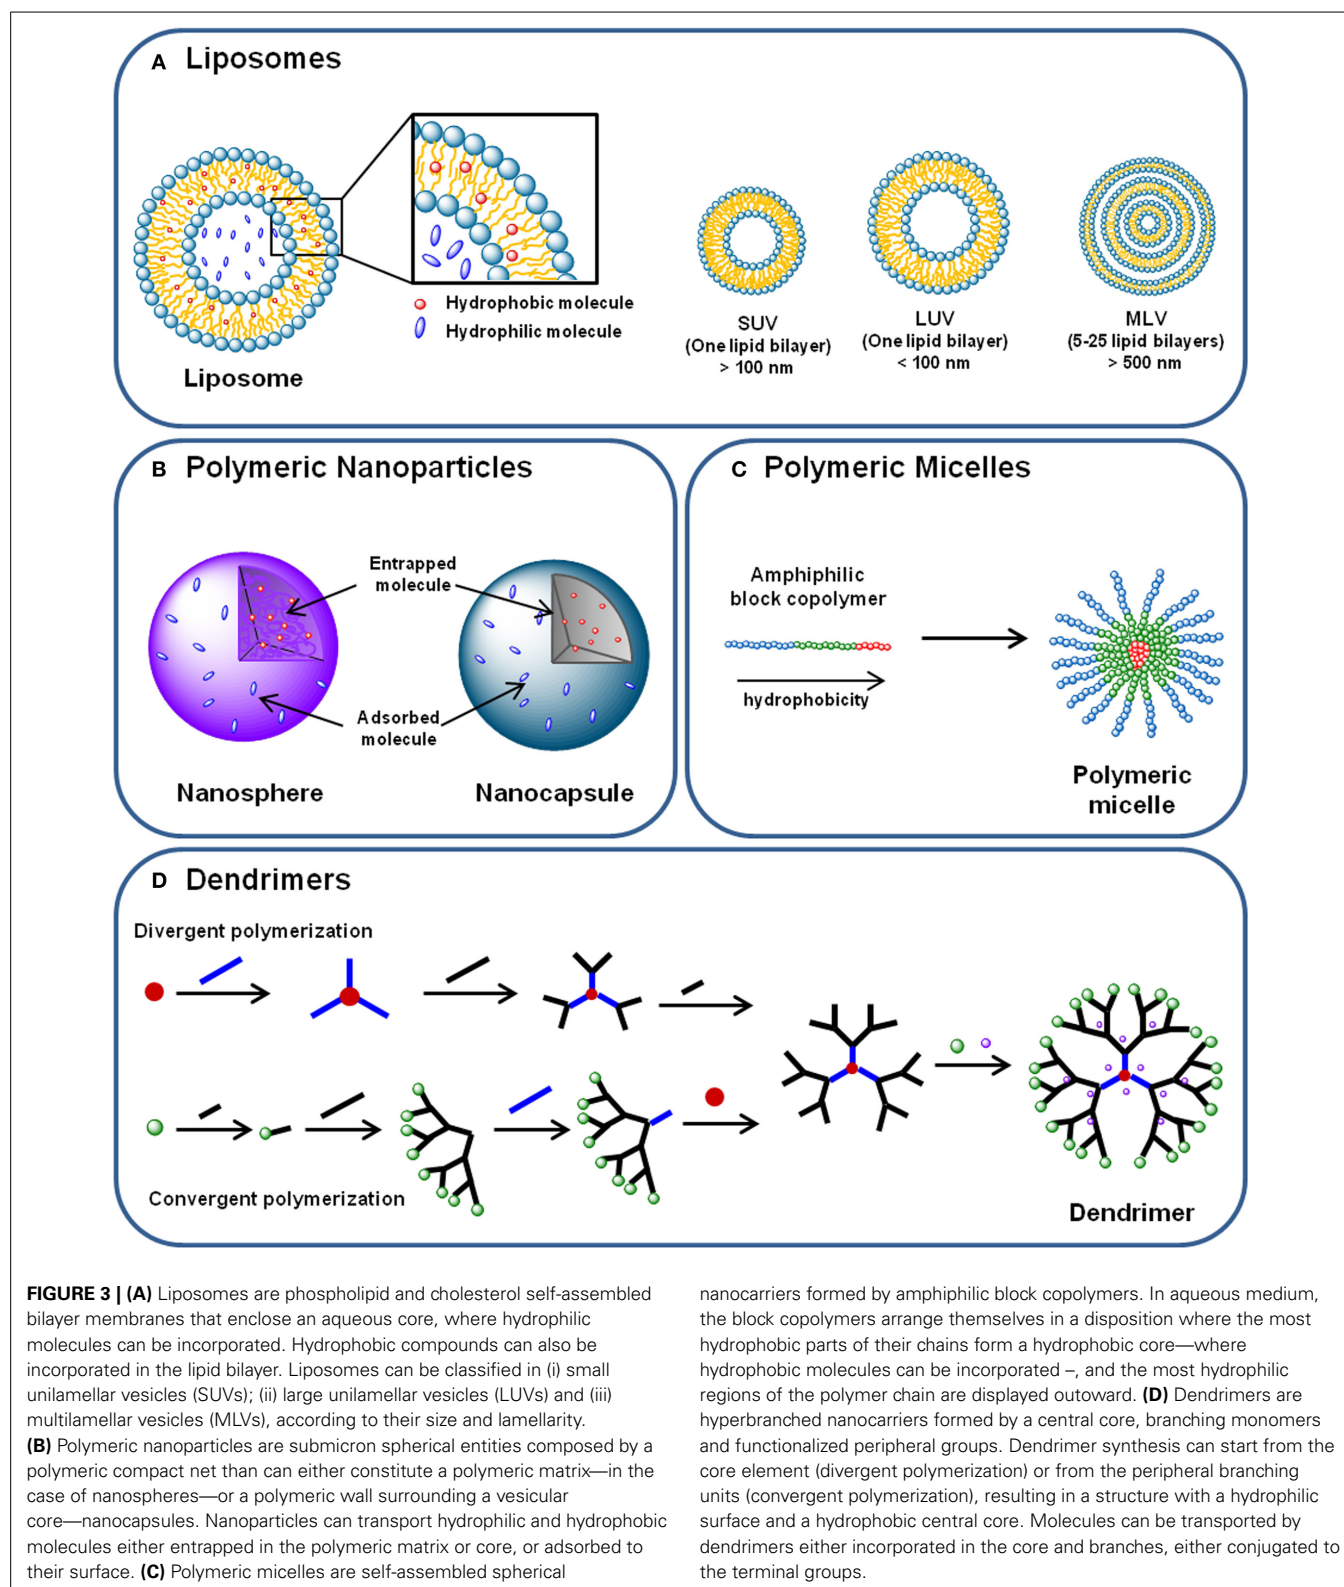 A Liposomes
Hydrophobic molecule
Hydrophilic molecule
Liposome
SUV
(One lipid bilayer)
> 100 nm
LUV
(One lipid bilayer)
< 100 nm
MLV
(5-25 lipid bilayers)
> 500 nm
B Polymeric Nanoparticles
Entrapped
molecule
Adsorbed
molecule
Nanosphere
Nanocapsule
C Polymeric Micelles
Amphiphilic
block copolymer
hydrophobicity
Polymeric
micelle
D Dendrimers
Divergent polymerization
Convergent polymerization
Dendrimer
FIGURE 3 | (A) Liposomes are phospholipid and cholesterol self-assembled
bilayer membranes that enclose an aqueous core, where hydrophilic
molecules can be incorporated. Hydrophobic compounds can also be
incorporated in the lipid bilayer. Liposomes can be classified in (i) small
unilamellar vesicles (SUVs); (ii) large unilamellar vesicles (LUVs) and (iii)
multilamellar vesicles (MLVs), according to their size and lamellarity.
(B) Polymeric nanoparticles are submicron spherical entities composed by a
polymeric compact net than can either constitute a polymeric matrix—in the
case of nanospheres—or a polymeric wall surrounding a vesicular
core—nanocapsules. Nanoparticles can transport hydrophilic and hydrophobic
molecules either entrapped in the polymeric matrix or core, or adsorbed to
their surface. (C) Polymeric micelles are self-assembled spherical
nanocarriers formed by amphiphilic block copolymers. In aqueous medium,
the block copolymers arrange themselves in a disposition where the most
hydrophobic parts of their chains form a hydrophobic core—where
hydrophobic molecules can be incorporated –, and the most hydrophilic
regions of the polymer chain are displayed outoward. (D) Dendrimers are
hyperbranched nanocarriers formed by a central core, branching monomers
and functionalized peripheral groups. Dendrimer synthesis can start from the
core element (divergent polymerization) or from the peripheral branching
units (convergent polymerization), resulting in a structure with a hydrophilic
surface and a hydrophobic central core. Molecules can be transported by
dendrimers either incorporated in the core and branches, either conjugated to
the terminal groups.